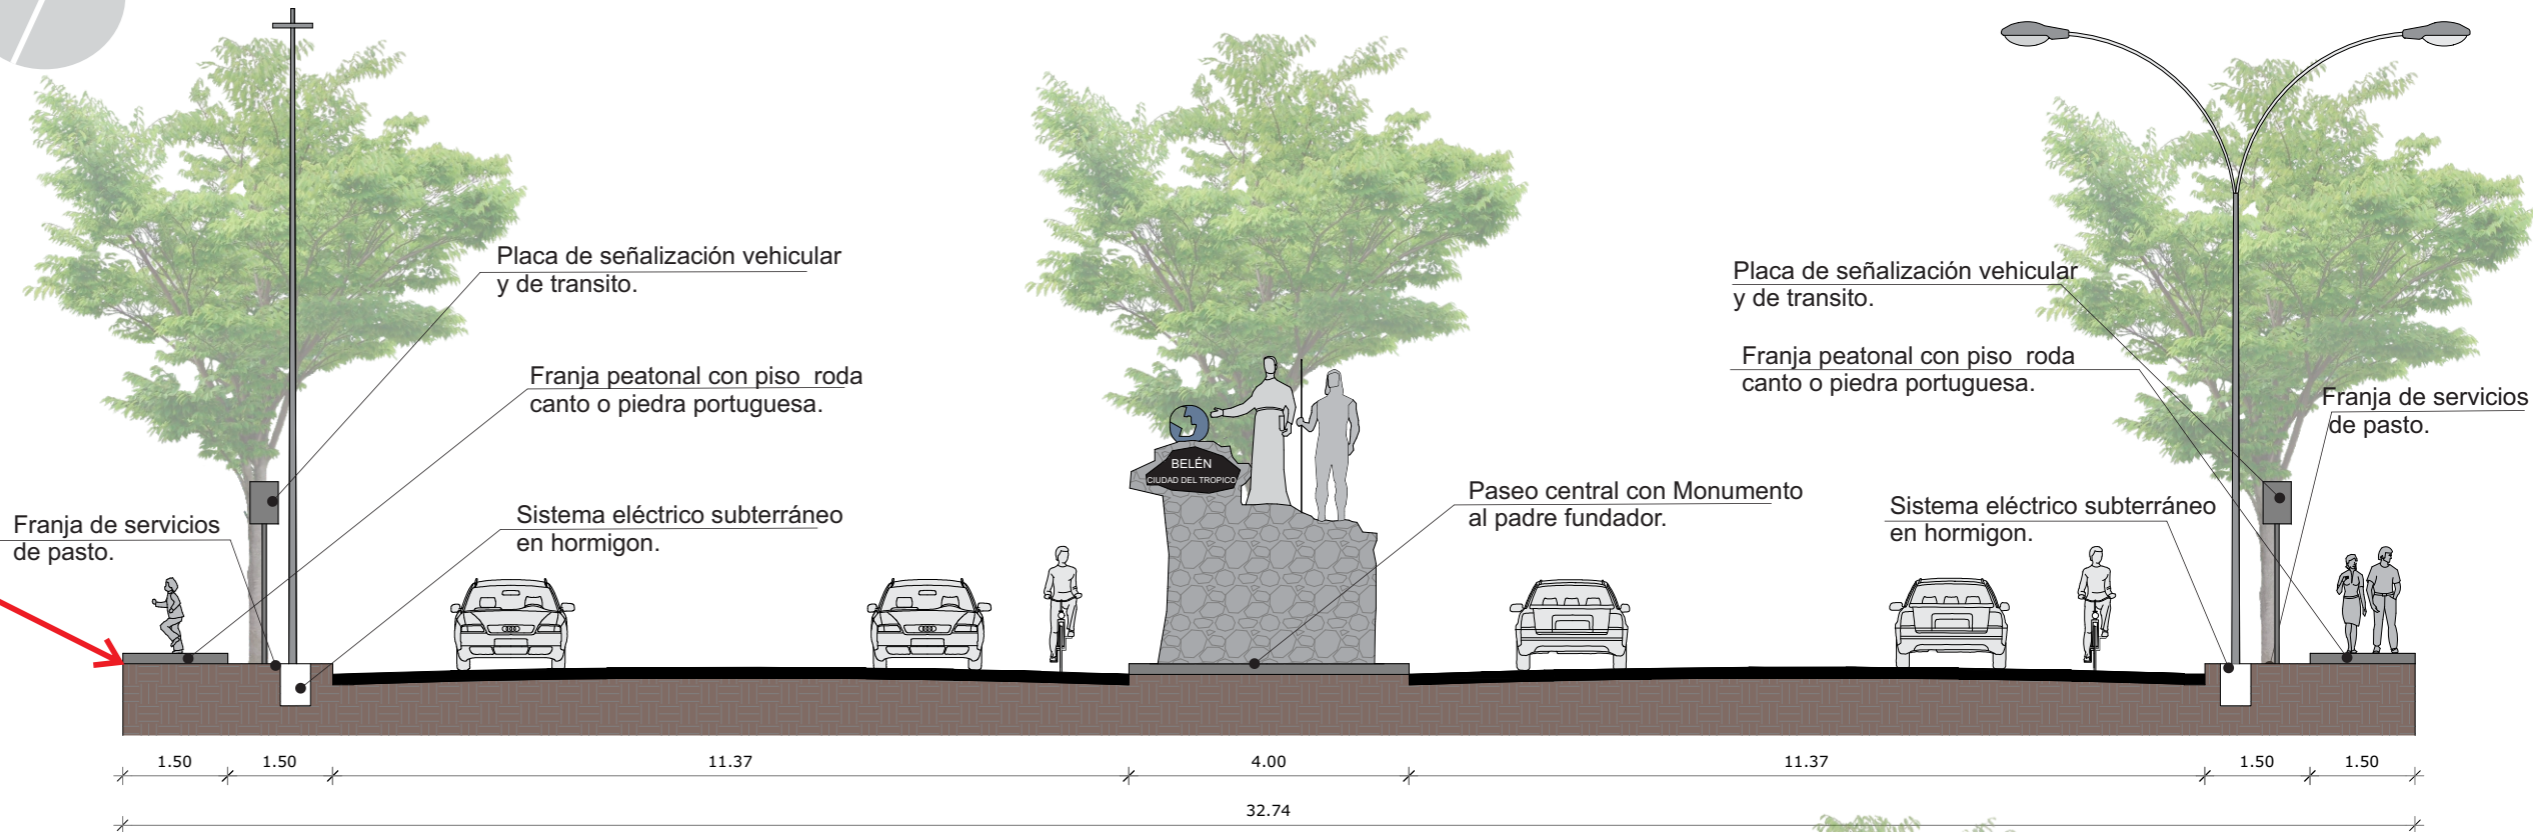 Placa de señalización vehicular
y de transito.
Franja peatonal con piso roda
canto o piedra portuguesa.
Franja de servicios
de pasto.
Sistema eléctrico subterráneo
en hormigon.
BELÉN
CIUDAD DEL TROPICO
Paseo central con Monumento
al padre fundador.
Placa de señalización vehicular
y de transito.
Franja peatonal con piso roda
canto o piedra portuguesa.
Franja de servicios
de pasto.
Sistema eléctrico subterráneo
en hormigon.
1.50 1.50 11.37 4.00 11.37 1.50 1.50
32.74